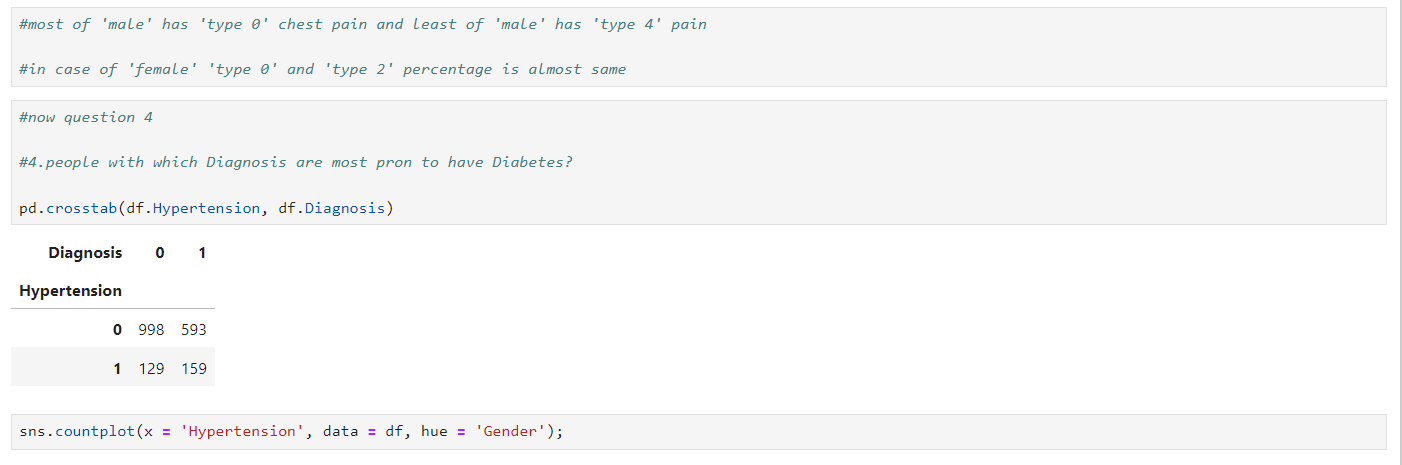 #most of 'male' has 'type 0' chest pain and least of 'male' has 'type 4' pain
#in case of 'female' 'type 0' and 'type 2' percentage is almost same
#now question 4
#4.people with which Diagnosis are most pron to have Diabetes?
pd.crosstab(df.Hypertension, df.Diagnosis)
Diagnosis 0 1
Hypertension
0 998 593
1 129 159
sns.countplot(x = 'Hypertension', data = df, hue = 'Gender');